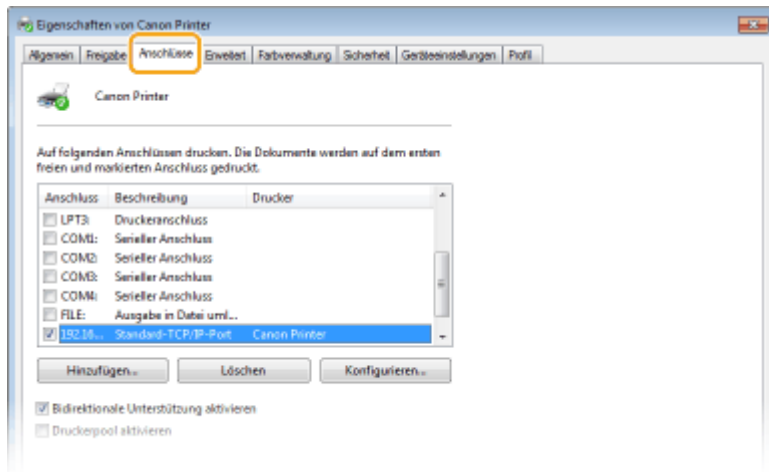 Eigenschaften von Canon Printer
Allgemein Freigabe Anschlüsse Erweitert Farbverwaltung Sicherheit Geräteeinstellungen Profil
Canon Printer
Auf folgenden Anschlüssen drucken. Die Dokumente werden auf dem ersten
freien und markierten Anschluss gedruckt.
Anschluss Beschreibung Drucker
LPT3: Druckeranschluss
COM1: Serieller Anschluss
COM2: Serieller Anschluss
COM3: Serieller Anschluss
COM4: Serieller Anschluss
FILE: Ausgabe in Datei uml...
192.16... Standard-TCP/IP-Port Canon Printer
Hinzufügen... Löschen Konfigurieren...
Bidirektionale Unterstützung aktivieren
Druckerpool aktivieren